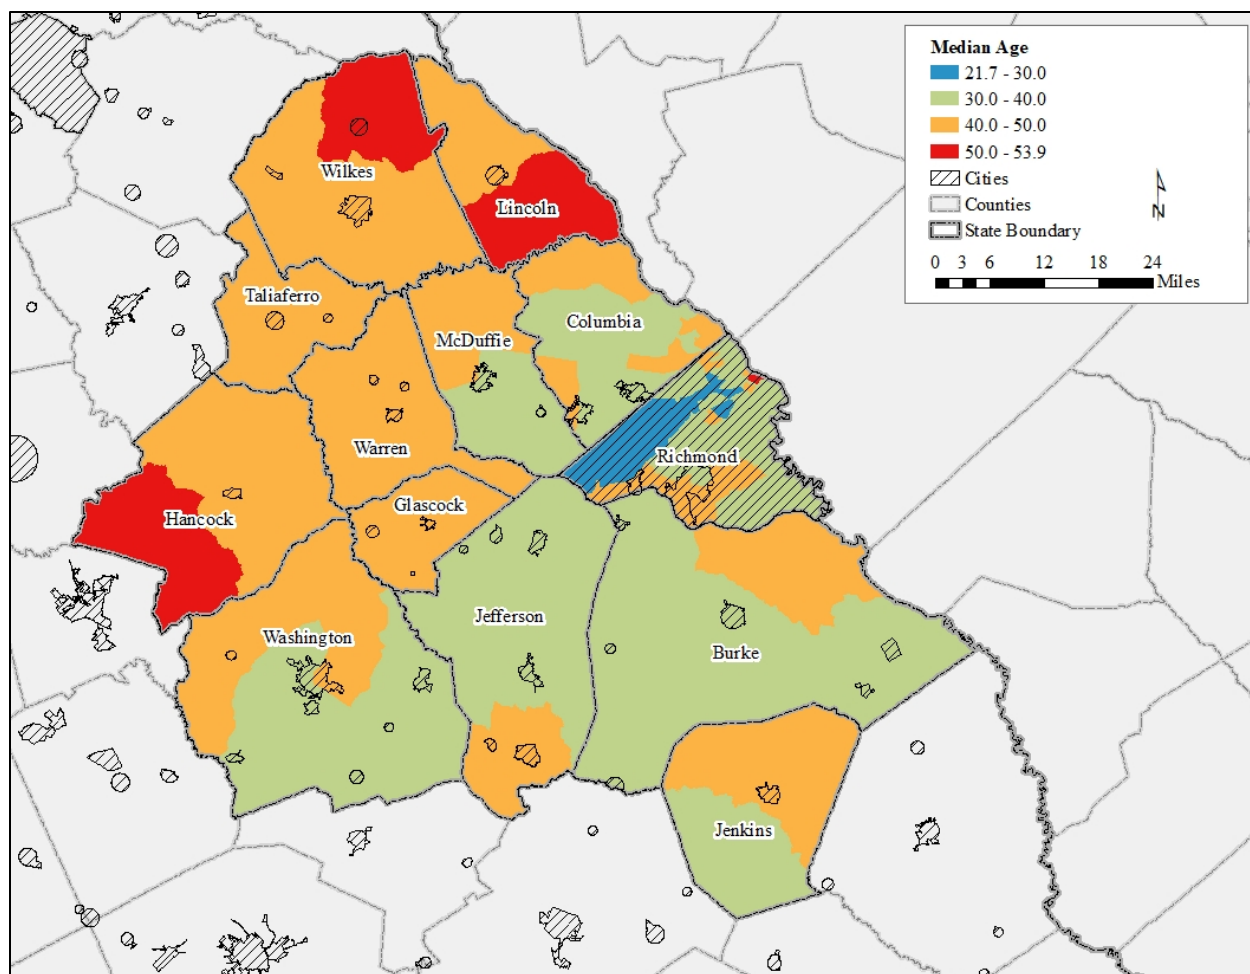 Median Age
21.7 - 30.0
30.0 - 40.0
40.0 - 50.0
50.0 - 53.9
Cities
Counties
State Boundary
N
0 3 6 12 18 24
Miles
Wilkes
Lincoln
Taliaferro
Columbia
McDuffie
Warren
Richmond
Glascock
Hancock
Jefferson
Washington
Burke
Jenkins